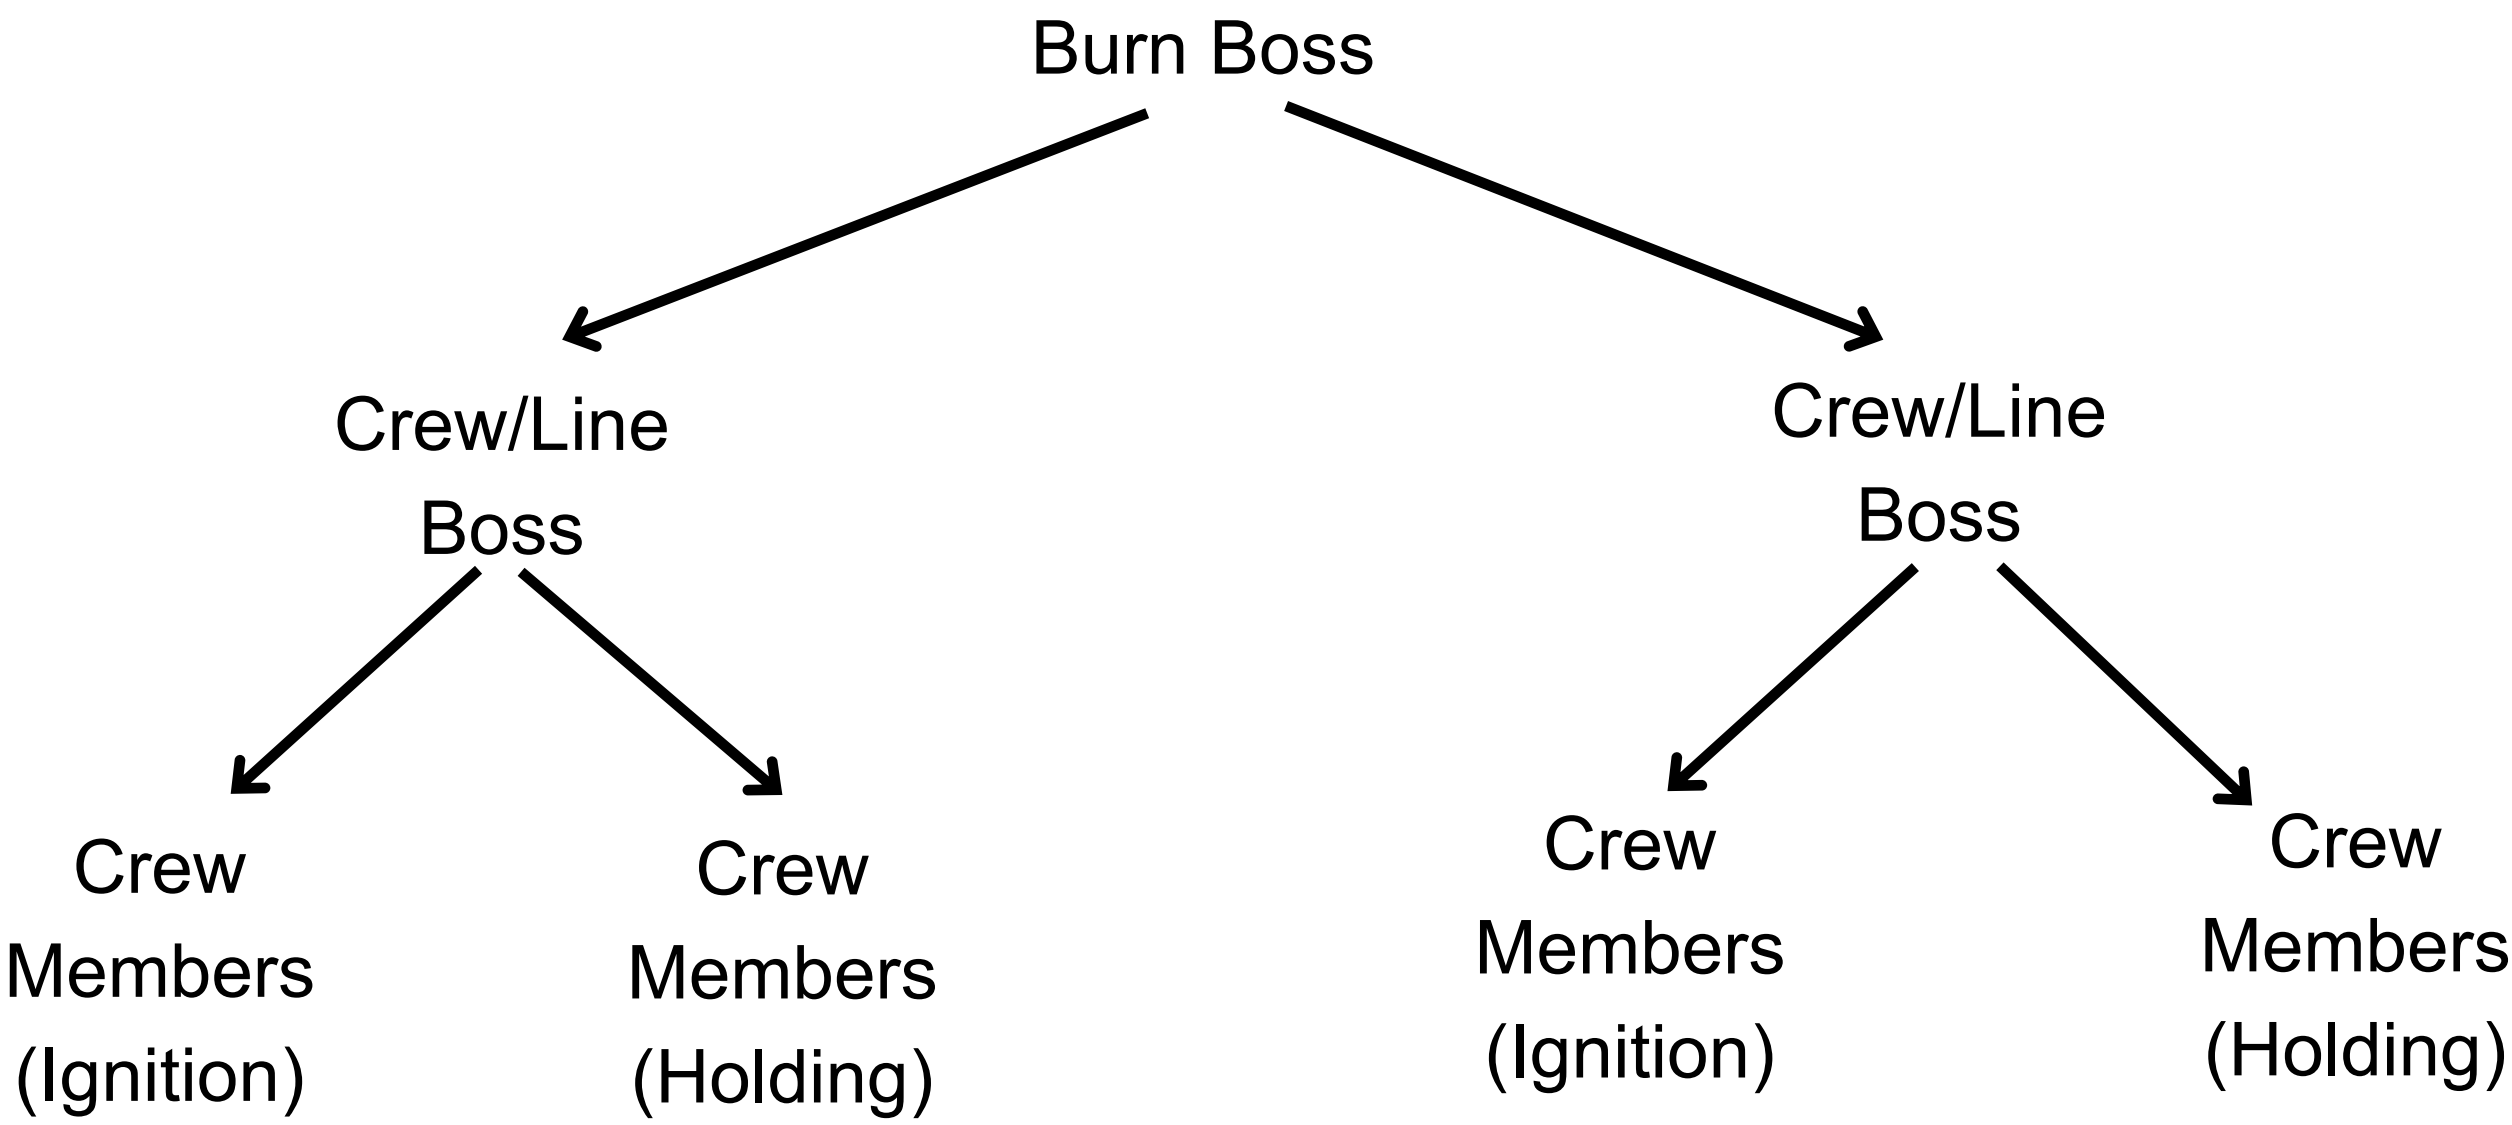 Burn Boss
Crew/Line
Boss
Crew/Line
Boss
Crew
Members
(Ignition)
Crew
Members
(Holding)
Crew
Members
(Ignition)
Crew
Members
(Holding)